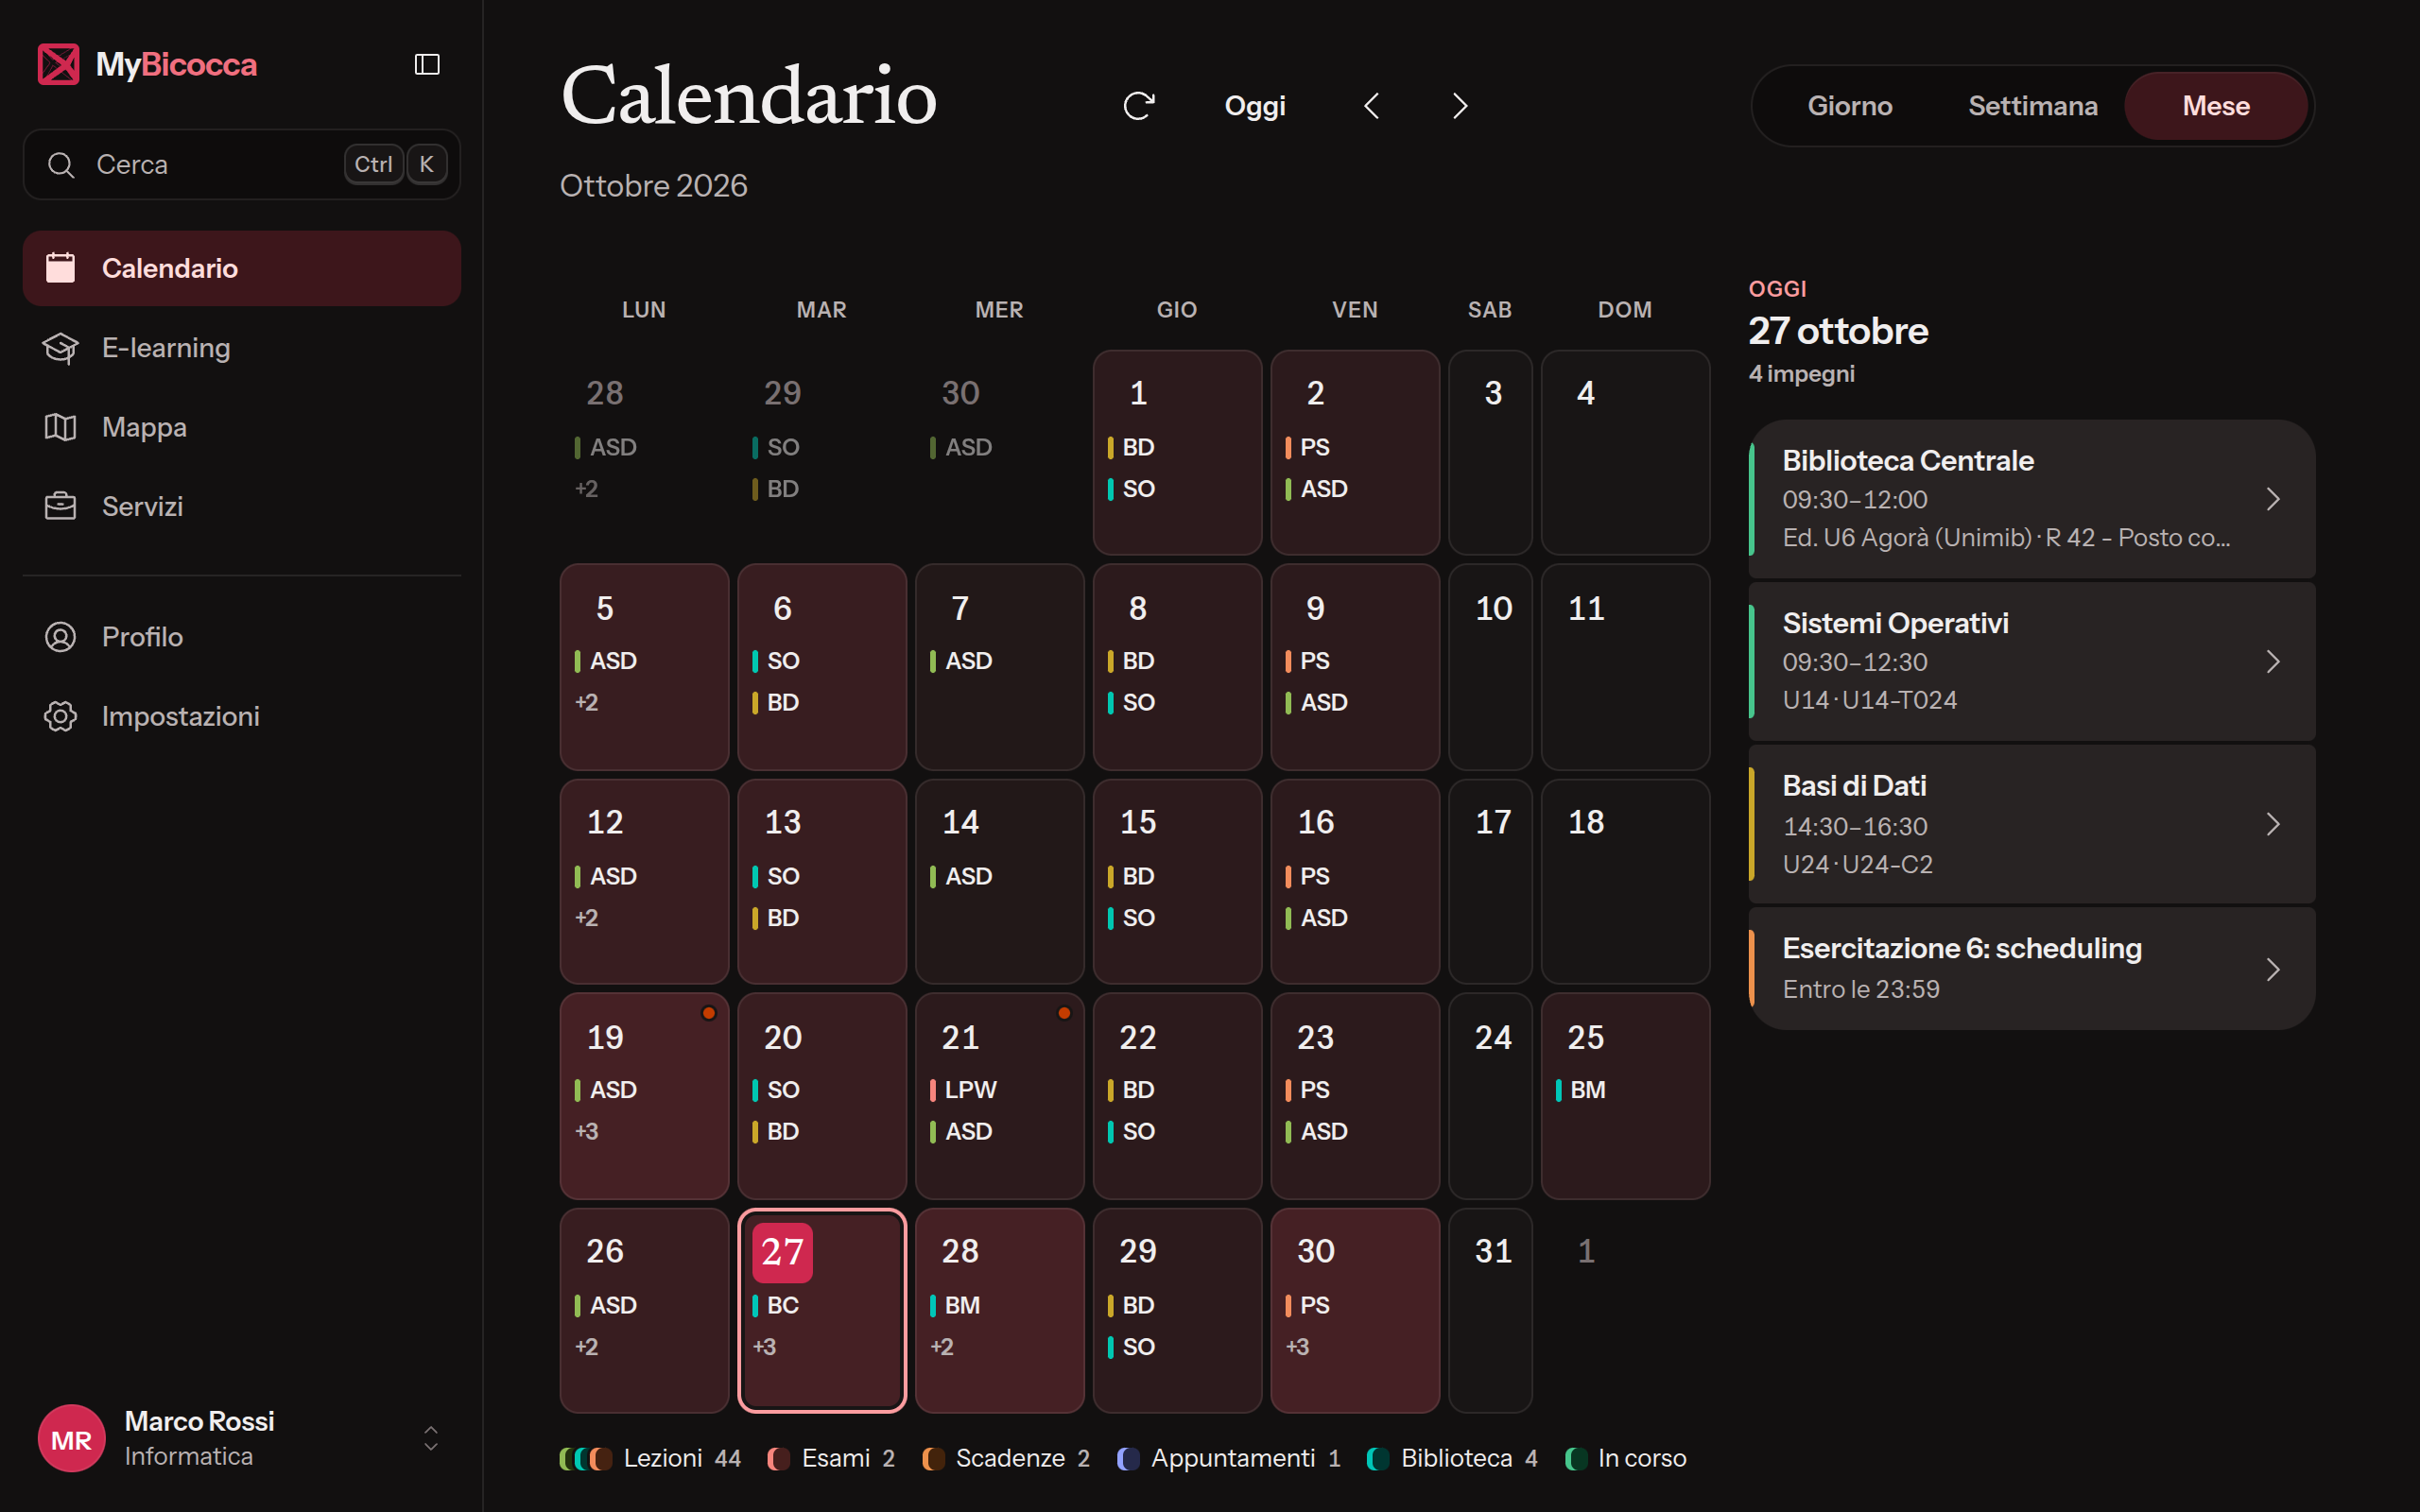 MyBicocca
Cerca Ctrl K
Calendario
E-learning
Mappa
Servizi
Profilo
Impostazioni
MR
Marco Rossi
Informatica
Calendario
Oggi
Giorno Settimana Mese
Ottobre 2026
LUN MAR MER GIO VEN SAB DOM
28 29 30 1 2 3 4
ASD SO ASD BD PS
+2 BD SO ASD
5 6 7 8 9 10 11
ASD SO ASD BD PS
+2 BD SO ASD
12 13 14 15 16 17 18
ASD SO ASD BD PS
+2 BD SO ASD
19 20 21 22 23 24 25
ASD SO LPW BD PS BM
+3 BD ASD SO ASD
26 27 28 29 30 31 1
ASD BC BM BD PS
+2 +3 +2 SO +3
Lezioni 44 Esami 2 Scadenze 2 Appuntamenti 1 Biblioteca 4 In corso
OGGI
27 ottobre
4 impegni
Biblioteca Centrale
09:30–12:00
Ed. U6 Agorà (Unimib) · R 42 - Posto co...
Sistemi Operativi
09:30–12:30
U14 · U14-T024
Basi di Dati
14:30–16:30
U24 · U24-C2
Esercitazione 6: scheduling
Entro le 23:59